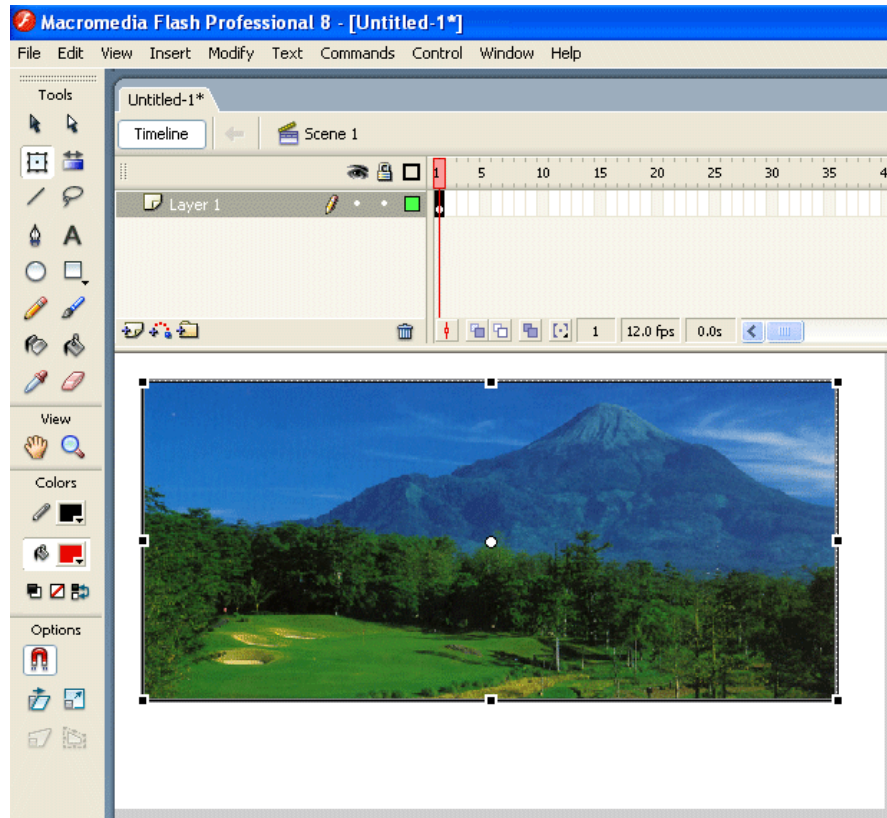 Macromedia Flash Professional 8 - [Untitled-1*]
File Edit View Insert Modify Text Commands Control Window Help
Tools
Untitled-1*
Timeline
Scene 1
1 5 10 15 20 25 30 35 4
Layer 1
A
1 12.0 fps 0.0s
View
Colors
Options